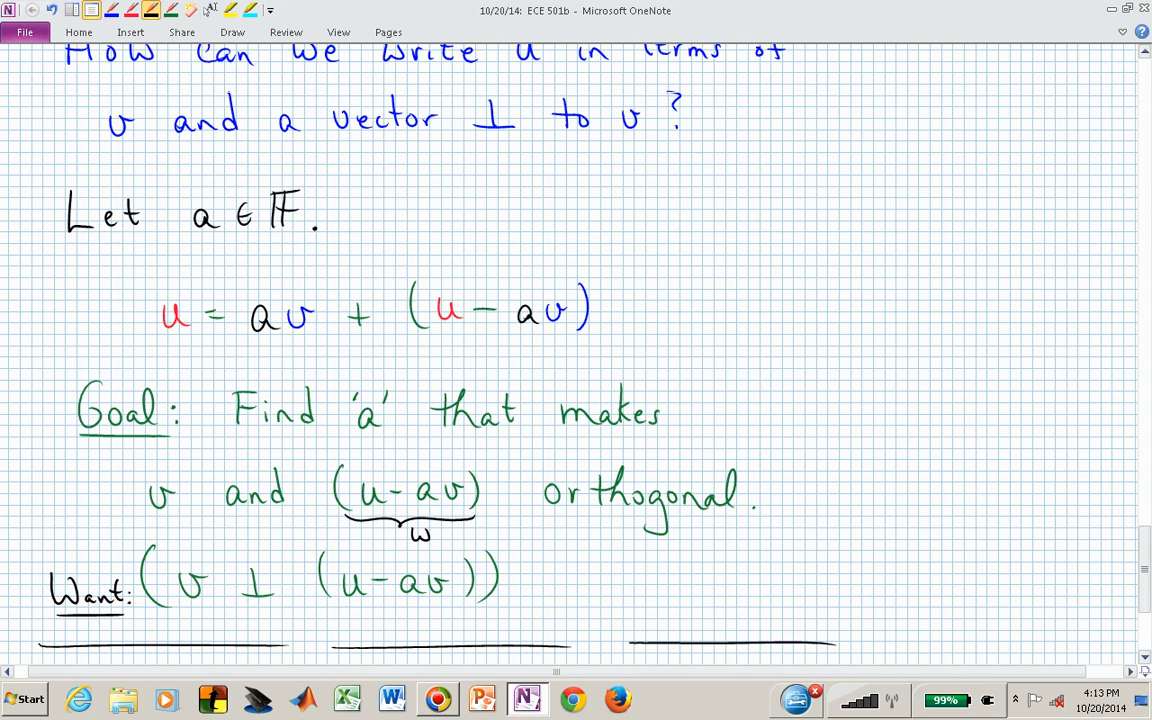 10/20/14: ECE 501b - Microsoft OneNote
File Home Insert Share Draw Review View Pages
How can we write u in terms of
v and a vector ⊥ to v?
Let a ∈ 𝔽.
u = av + (u - av)
Goal: Find 'a' that makes
v and (u - av) orthogonal.
w
Want: (v ⊥ (u - av))
Start
99%
4:13 PM
10/20/2014